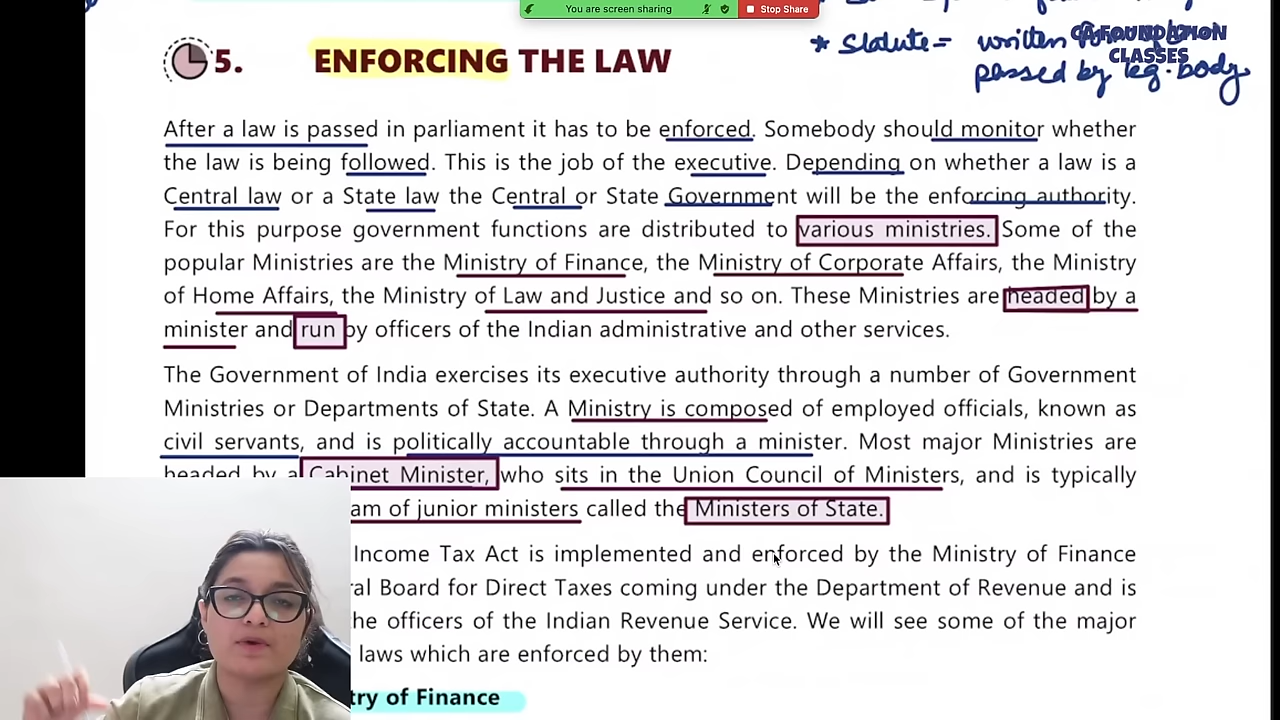 You are screen sharing
Stop Share
* Statute = written
passed by leg. body
CA FOUNDATION
CLASSES
5. ENFORCING THE LAW
After a law is passed in parliament it has to be enforced. Somebody should monitor whether
the law is being followed. This is the job of the executive. Depending on whether a law is a
Central law or a State law the Central or State Government will be the enforcing authority.
For this purpose government functions are distributed to various ministries. Some of the
popular Ministries are the Ministry of Finance, the Ministry of Corporate Affairs, the Ministry
of Home Affairs, the Ministry of Law and Justice and so on. These Ministries are headed by a
minister and run by officers of the Indian administrative and other services.
The Government of India exercises its executive authority through a number of Government
Ministries or Departments of State. A Ministry is composed of employed officials, known as
civil servants, and is politically accountable through a minister. Most major Ministries are
headed by a Cabinet Minister, who sits in the Union Council of Ministers, and is typically
am of junior ministers called the Ministers of State.
Income Tax Act is implemented and enforced by the Ministry of Finance
ral Board for Direct Taxes coming under the Department of Revenue and is
he officers of the Indian Revenue Service. We will see some of the major
laws which are enforced by them:
try of Finance